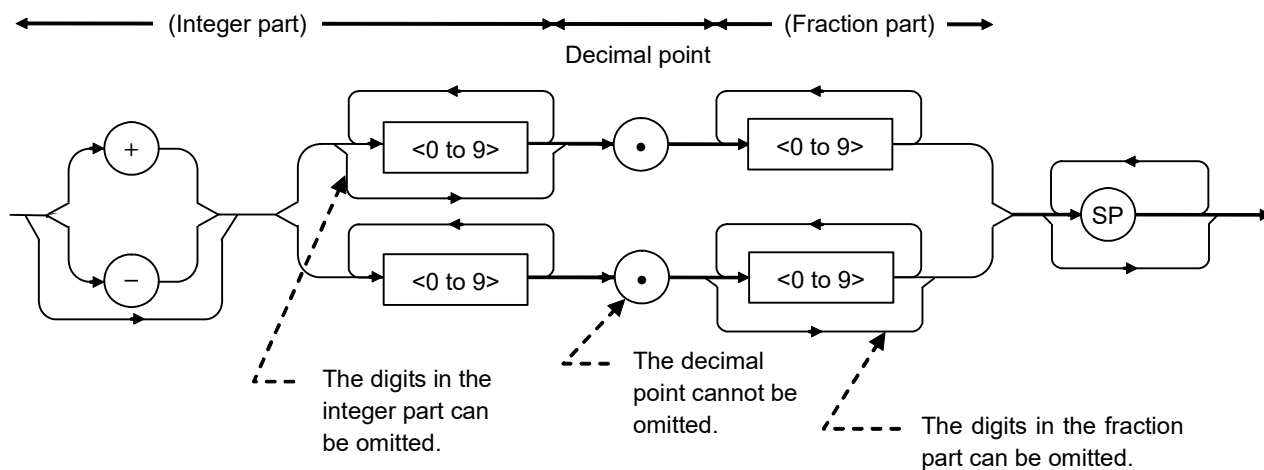 (Integer part)
(Fraction part)
Decimal point
<0 to 9>
•
<0 to 9>
+
SP
−
<0 to 9>
•
<0 to 9>
The digits in the
integer part can
be omitted.
The decimal
point cannot be
omitted.
The digits in the fraction
part can be omitted.